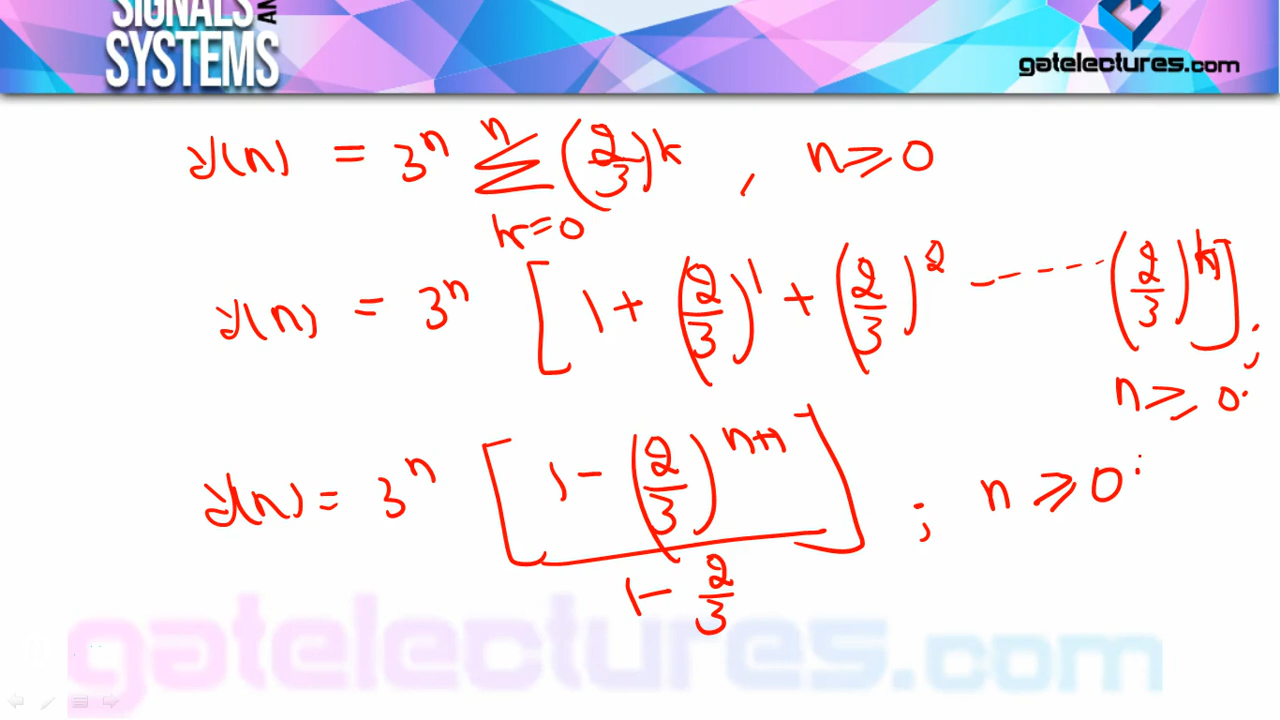 SIGNALS AND
SYSTEMS
gatelectures.com
y(n) = 3^n Σ_{k=0}^{n} (2/3)^k , n ≥ 0
y(n) = 3^n [ 1 + (2/3)^1 + (2/3)^2 ------ (2/3)^n ] ; n ≥ 0.
y(n) = 3^n [ 1 - (2/3)^{n+1} ] / 1 - 2/3 ; n ≥ 0
gatelectures.com